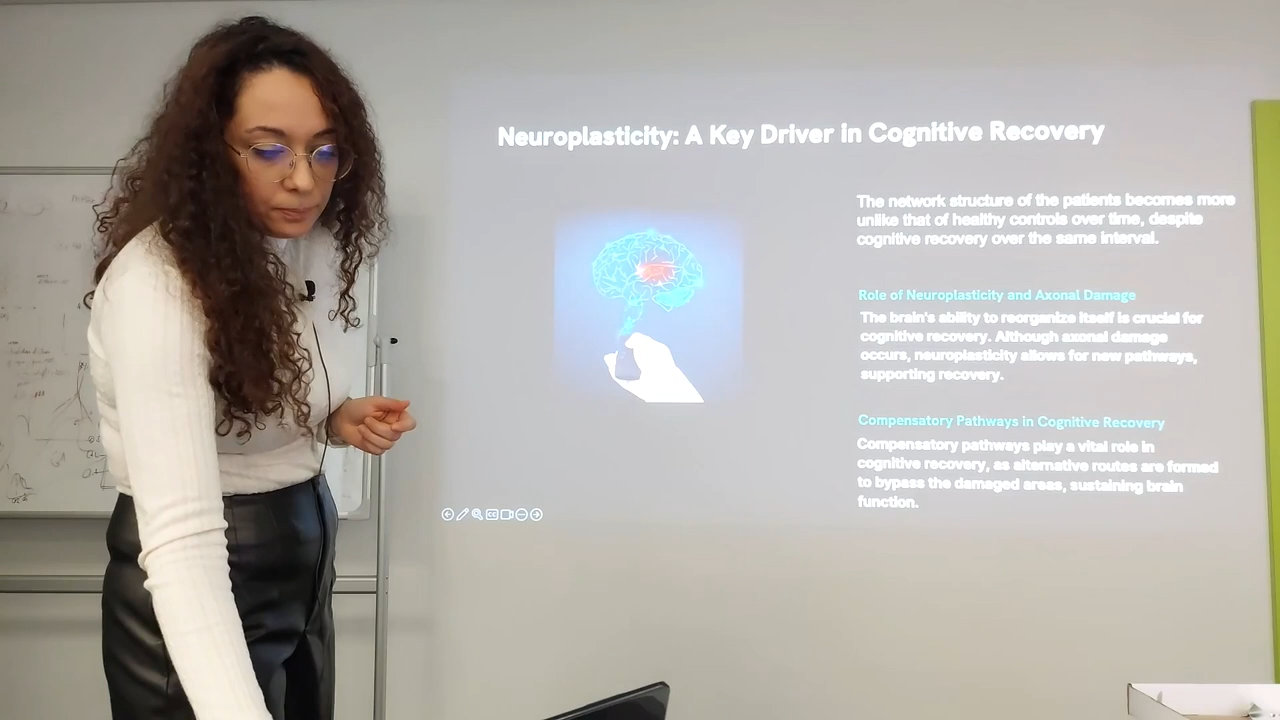 Neuroplasticity: A Key Driver in Cognitive Recovery
The network structure of the patients becomes more
unlike that of healthy controls over time, despite
cognitive recovery over the same interval.
Role of Neuroplasticity and Axonal Damage
The brain's ability to reorganize itself is crucial for
cognitive recovery. Although axonal damage
occurs, neuroplasticity allows for new pathways,
supporting recovery.
Compensatory Pathways in Cognitive Recovery
Compensatory pathways play a vital role in
cognitive recovery, as alternative routes are formed
to bypass the damaged areas, sustaining brain
function.